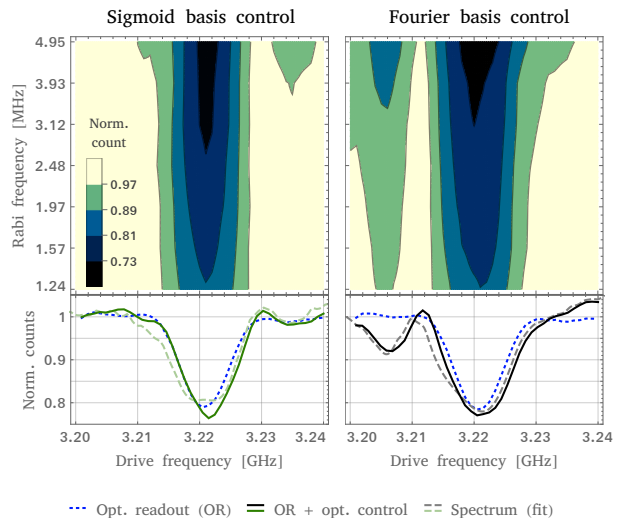 Sigmoid basis control
Fourier basis control
4.95
3.93
3.12
2.48
1.97
1.57
1.24
Rabi frequency [MHz]
Norm.
count
0.97
0.89
0.81
0.73
1
0.9
0.8
Norm. counts
3.20 3.21 3.22 3.23 3.24
3.20 3.21 3.22 3.23 3.24
Drive frequency [GHz]
Drive frequency [GHz]
Opt. readout (OR) OR + opt. control Spectrum (fit)